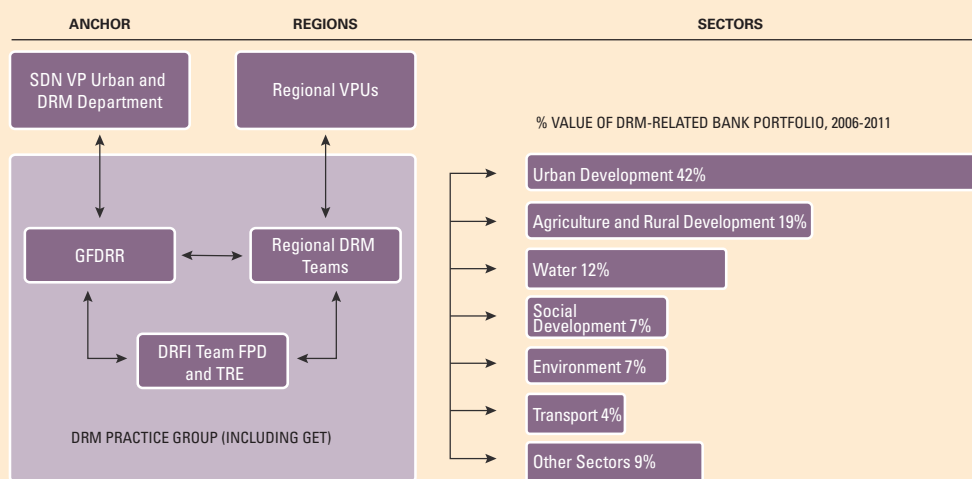 ANCHOR
REGIONS
SECTORS
SDN VP Urban and
DRM Department
Regional VPUs
% VALUE OF DRM-RELATED BANK PORTFOLIO, 2006-2011
Urban Development 42%
Agriculture and Rural Development 19%
GFDRR
Regional DRM
Teams
Water 12%
Social
Development 7%
DRFI Team FPD
and TRE
Environment 7%
Transport 4%
DRM PRACTICE GROUP (INCLUDING GET)
Other Sectors 9%